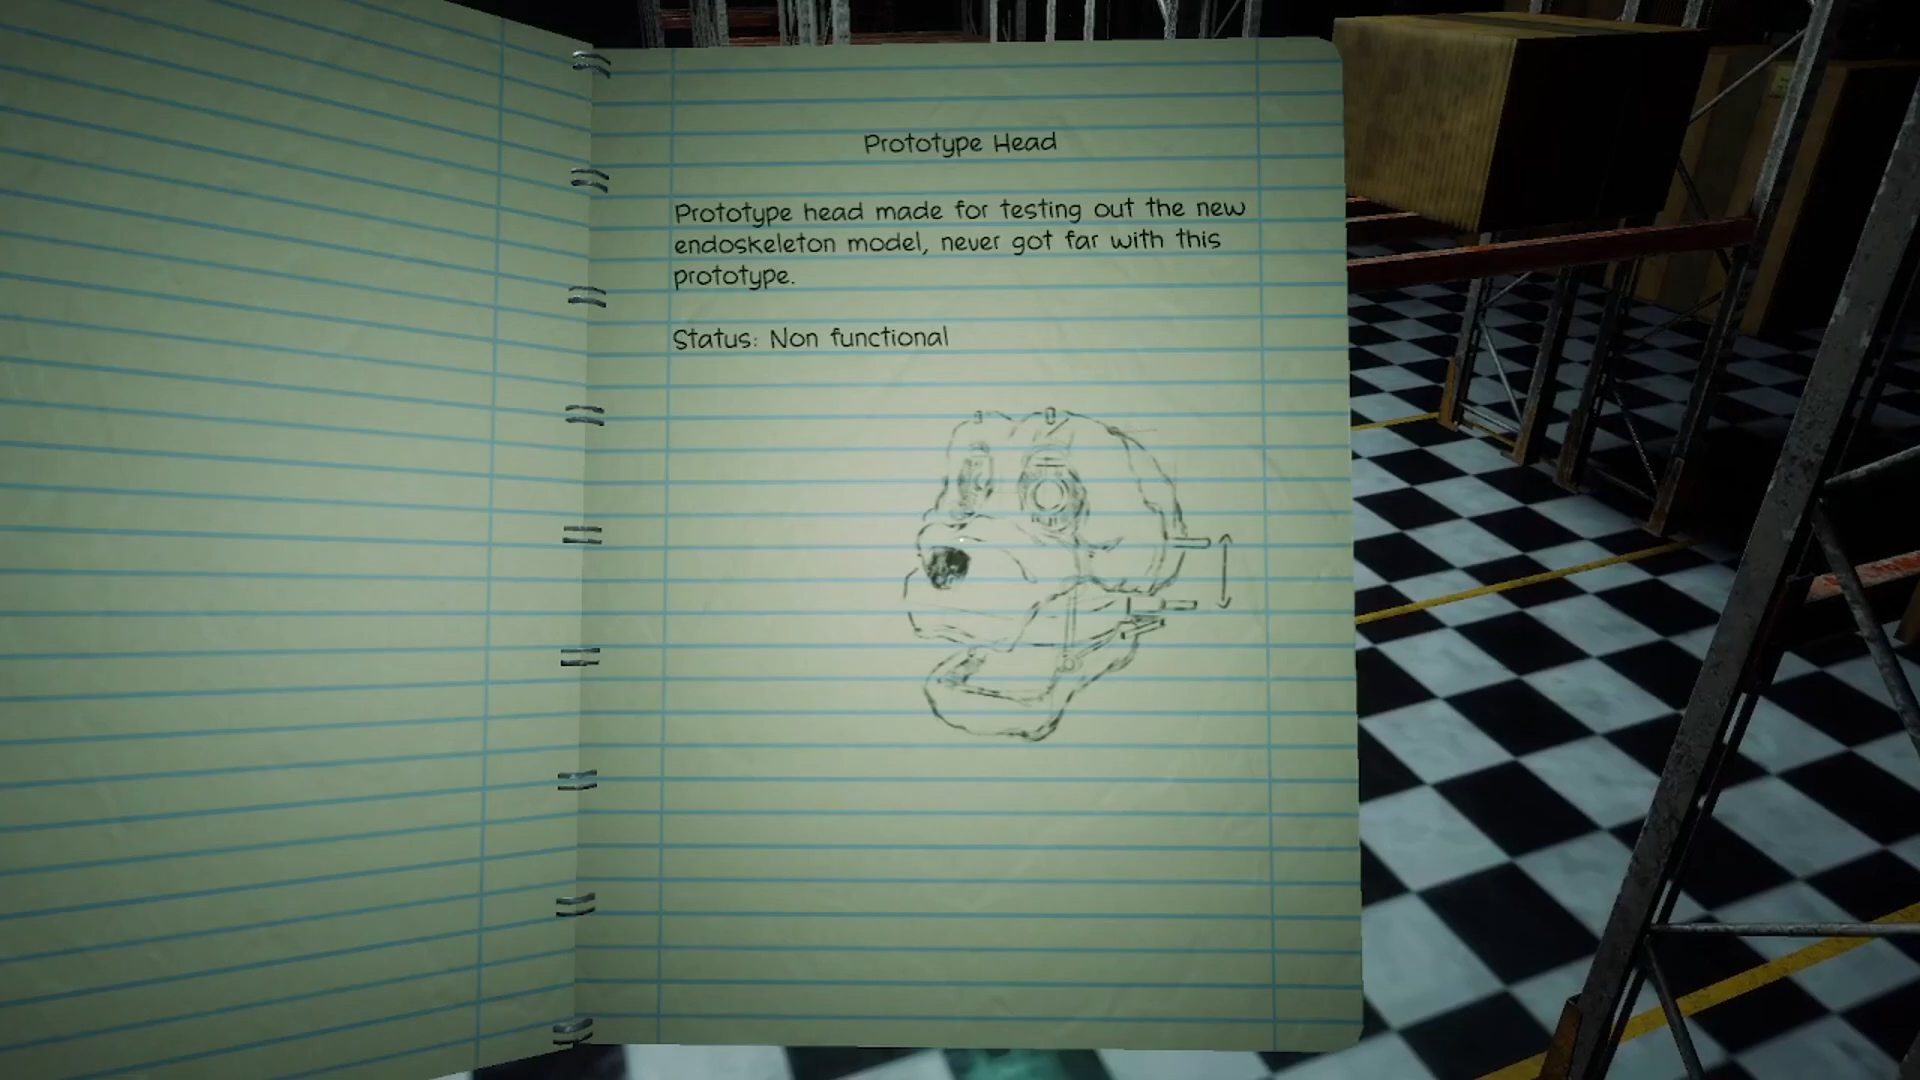 Prototype Head
Prototype head made for testing out the new
endoskeleton model, never got far with this
prototype.
Status: Non functional